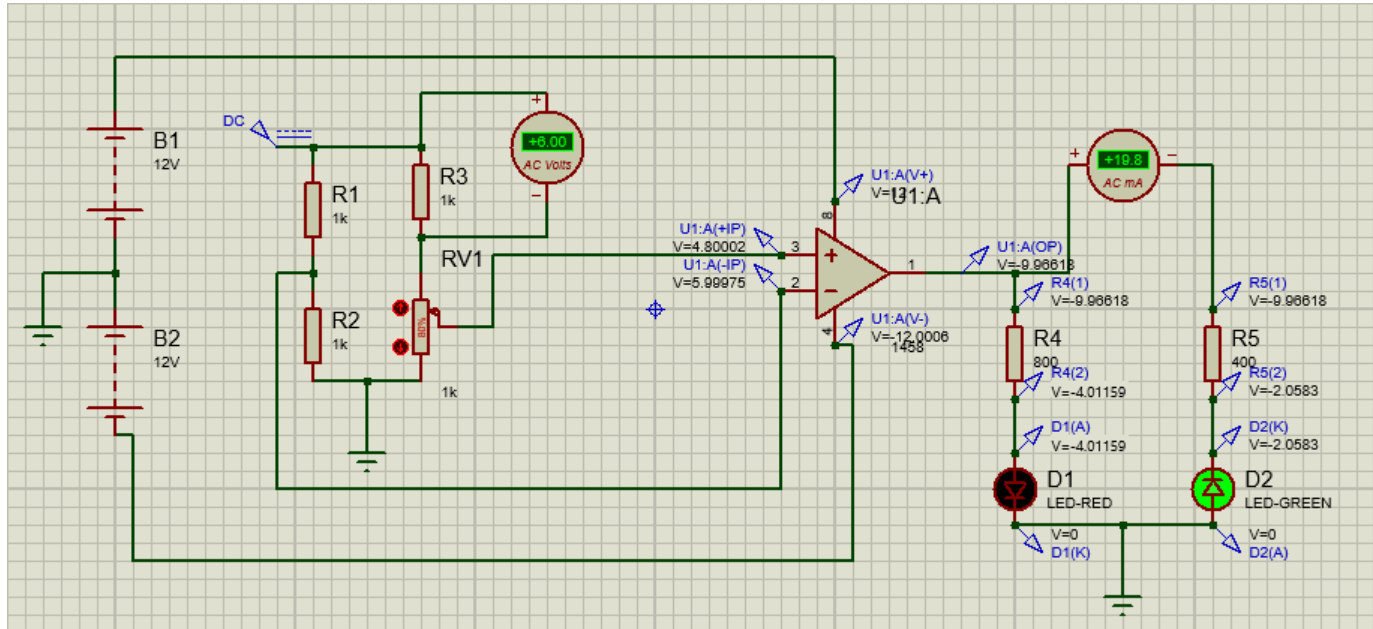 B1
12V
B2
12V
DC
R1
1k
R2
1k
R3
1k
+
+6.00
AC Volts
−
RV1
80%
1k
U1:A(+IP)
V=4.80002
U1:A(-IP)
V=5.99975
3
2
+
−
8
4
1
U1:A(V+)
V=12
U1:A
U1:A(V-)
V=-12.0006
1458
U1:A(OP)
V=-9.96618
+
+19.8
AC mA
−
R4(1)
V=-9.96618
R4
800
R4(2)
V=-4.01159
D1(A)
V=-4.01159
D1
LED-RED
V=0
D1(K)
R5(1)
V=-9.96618
R5
400
R5(2)
V=-2.0583
D2(K)
V=-2.0583
D2
LED-GREEN
V=0
D2(A)